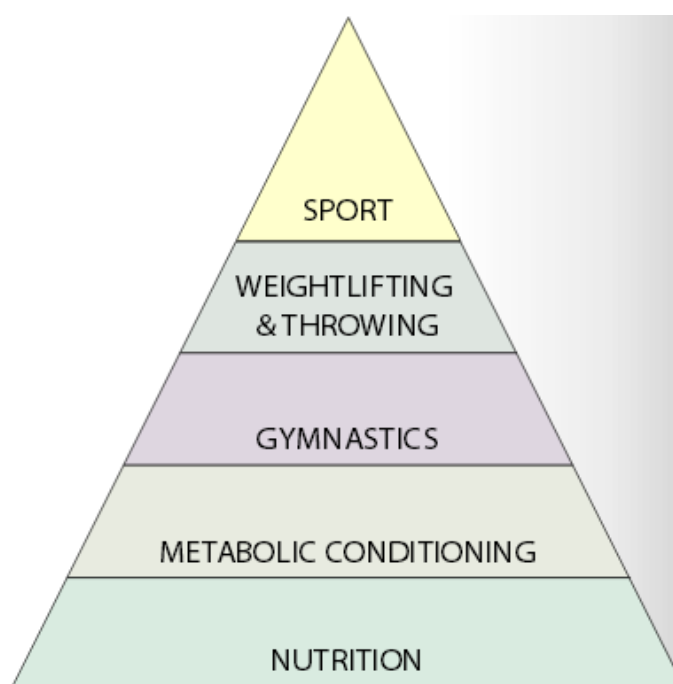 SPORT
WEIGHTLIFTING
& THROWING
GYMNASTICS
METABOLIC CONDITIONING
NUTRITION